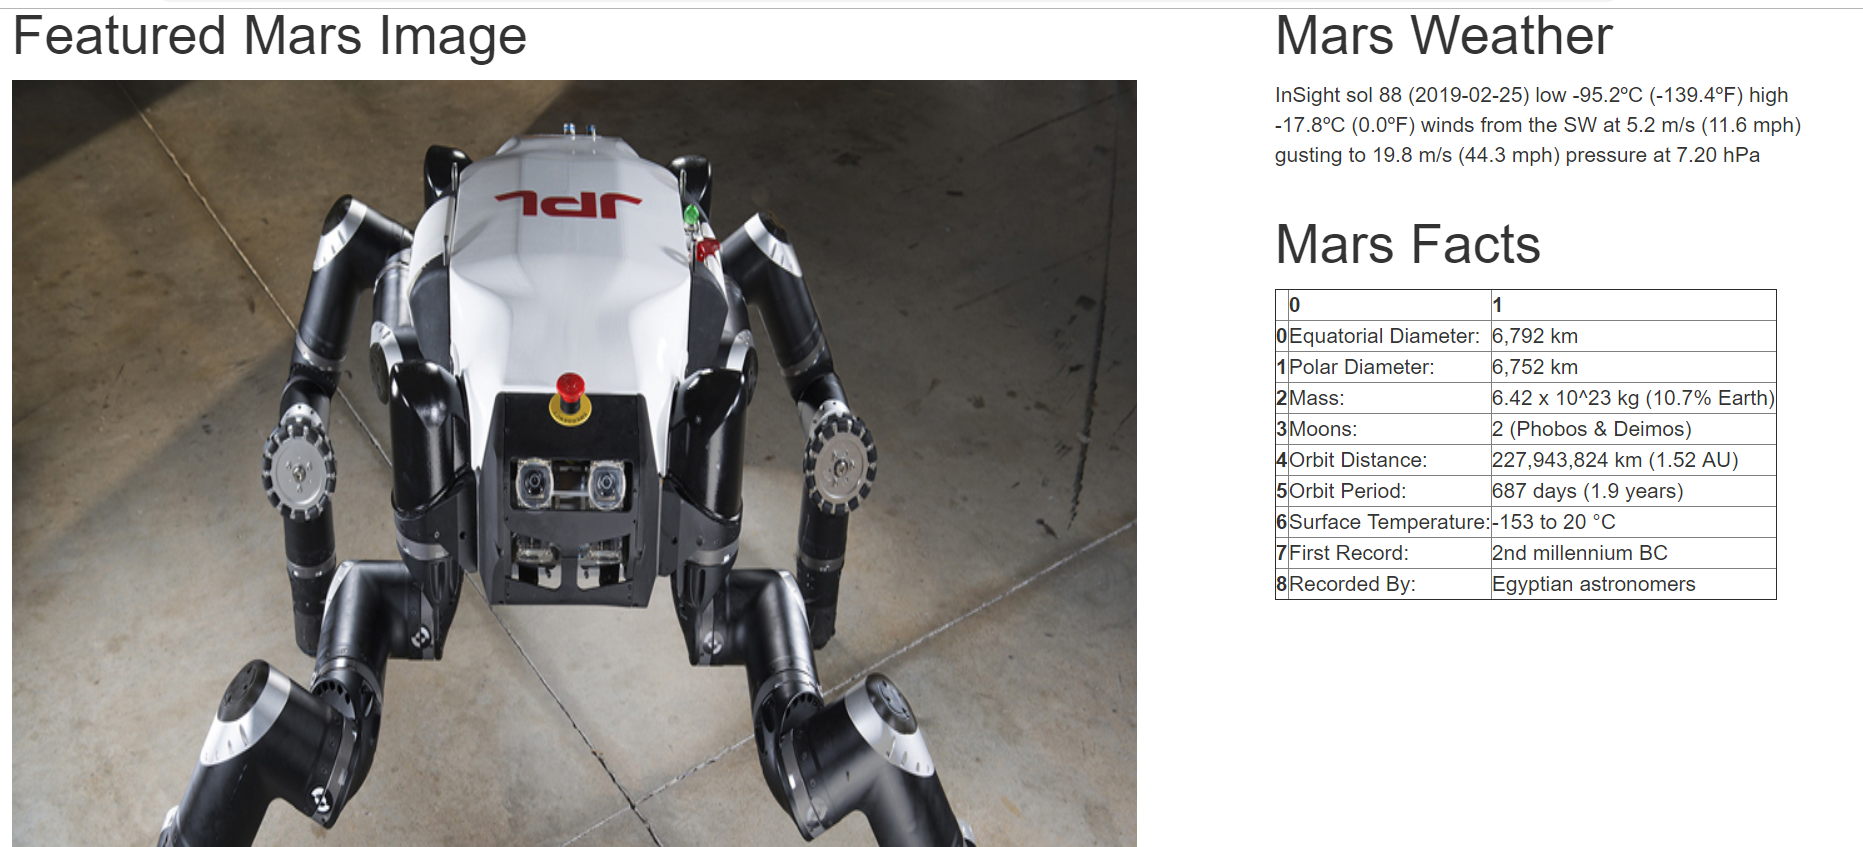 Featured Mars Image
JPL
Mars Weather
InSight sol 88 (2019-02-25) low -95.2ºC (-139.4ºF) high
-17.8ºC (0.0ºF) winds from the SW at 5.2 m/s (11.6 mph)
gusting to 19.8 m/s (44.3 mph) pressure at 7.20 hPa
Mars Facts
0 1
0 Equatorial Diameter: 6,792 km
1 Polar Diameter: 6,752 km
2 Mass: 6.42 x 10^23 kg (10.7% Earth)
3 Moons: 2 (Phobos & Deimos)
4 Orbit Distance: 227,943,824 km (1.52 AU)
5 Orbit Period: 687 days (1.9 years)
6 Surface Temperature: -153 to 20 °C
7 First Record: 2nd millennium BC
8 Recorded By: Egyptian astronomers